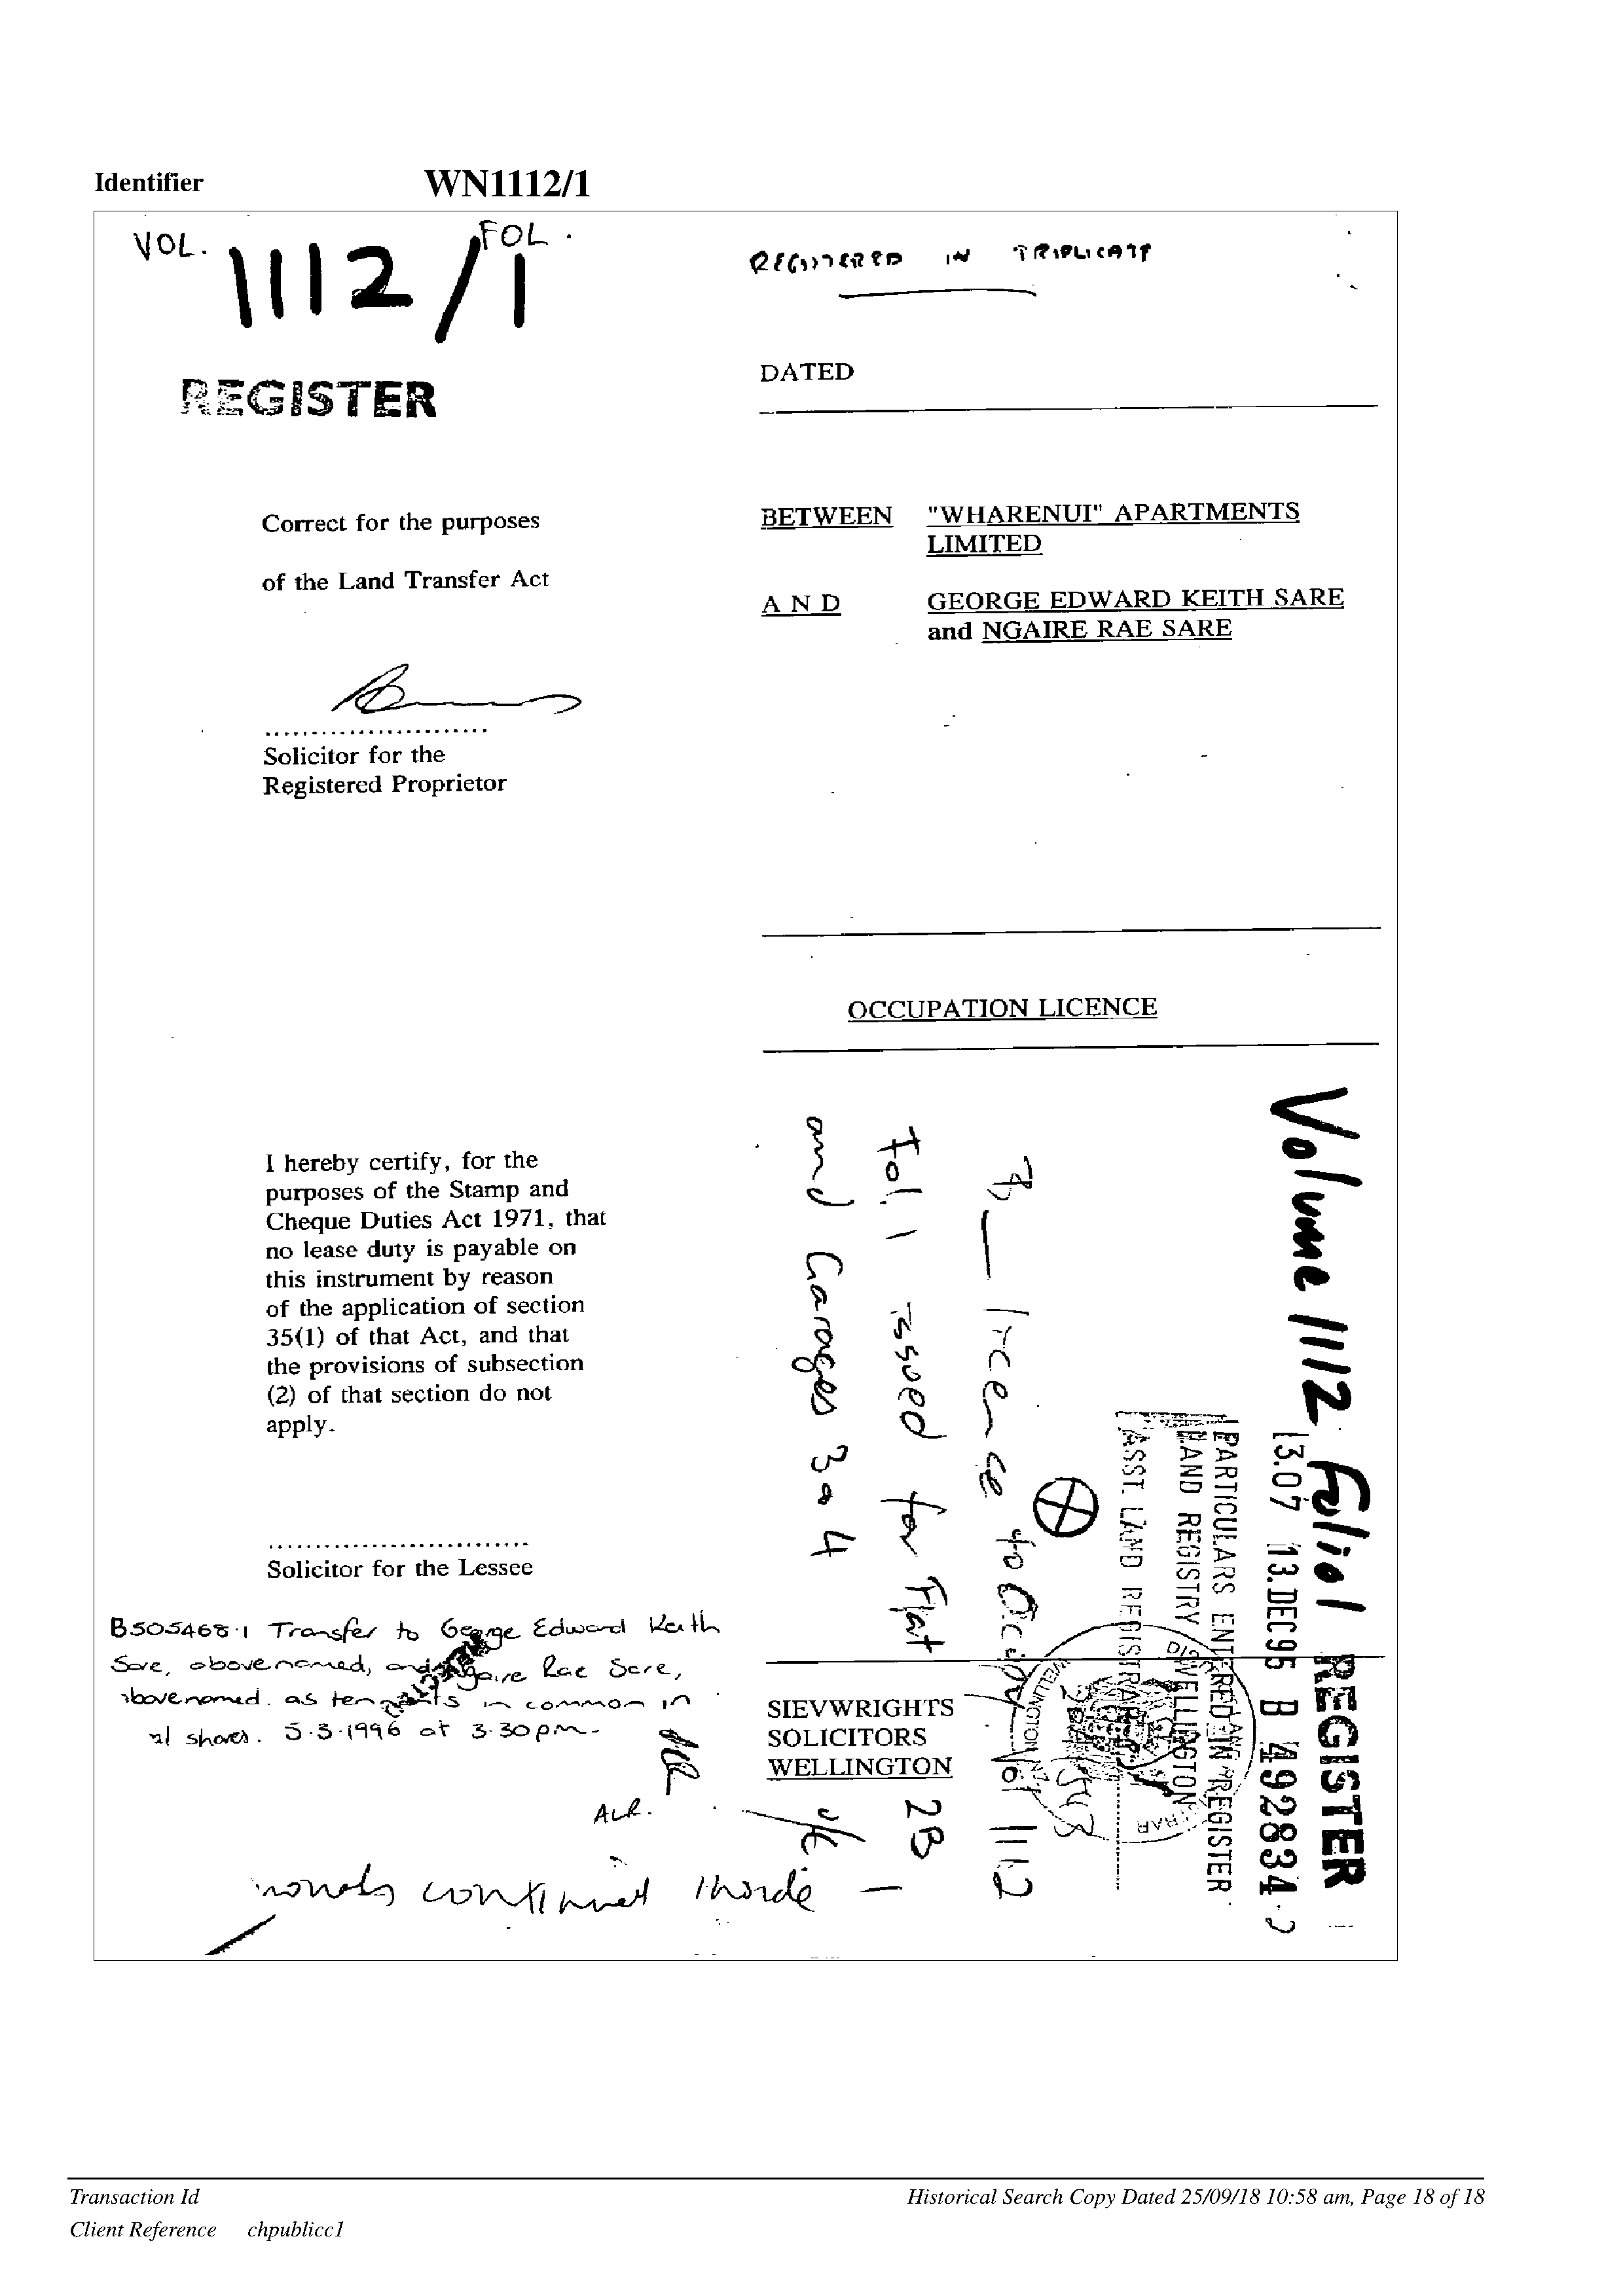 Identifier WN1112/1
VOL. FOL.
1112/1
REGISTER
Correct for the purposes
of the Land Transfer Act
Solicitor for the
Registered Proprietor
I hereby certify, for the
purposes of the Stamp and
Cheque Duties Act 1971, that
no lease duty is payable on
this instrument by reason
of the application of section
35(1) of that Act, and that
the provisions of subsection
(2) of that section do not
apply.
Solicitor for the Lessee
B505468.1 Transfer to George Edward Keith
Sare, abovenamed, and Ngaire Rae Sare,
abovenamed. as tenants in common in
shares. 5.3.1996 at 3.30pm.
ALR.
continued inside —
REGISTERED IN TRIPLICATE
DATED
BETWEEN "WHARENUI" APARTMENTS
LIMITED
A N D GEORGE EDWARD KEITH SARE
and NGAIRE RAE SARE
OCCUPATION LICENCE
SIEVWRIGHTS
SOLICITORS
WELLINGTON
Volume 1112 Folio 1
REGISTER
13.07 13.DEC95 B 492834.2
PARTICULARS ENTERED IN REGISTER
LAND REGISTRY WELLINGTON
ASST. LAND REGISTRAR
Licence to Occupy Vol 1112
Fol. 1 issued for Flat 2B
and Garages 3 & 4
Transaction Id
Client Reference chpublicc1
Historical Search Copy Dated 25/09/18 10:58 am, Page 18 of 18